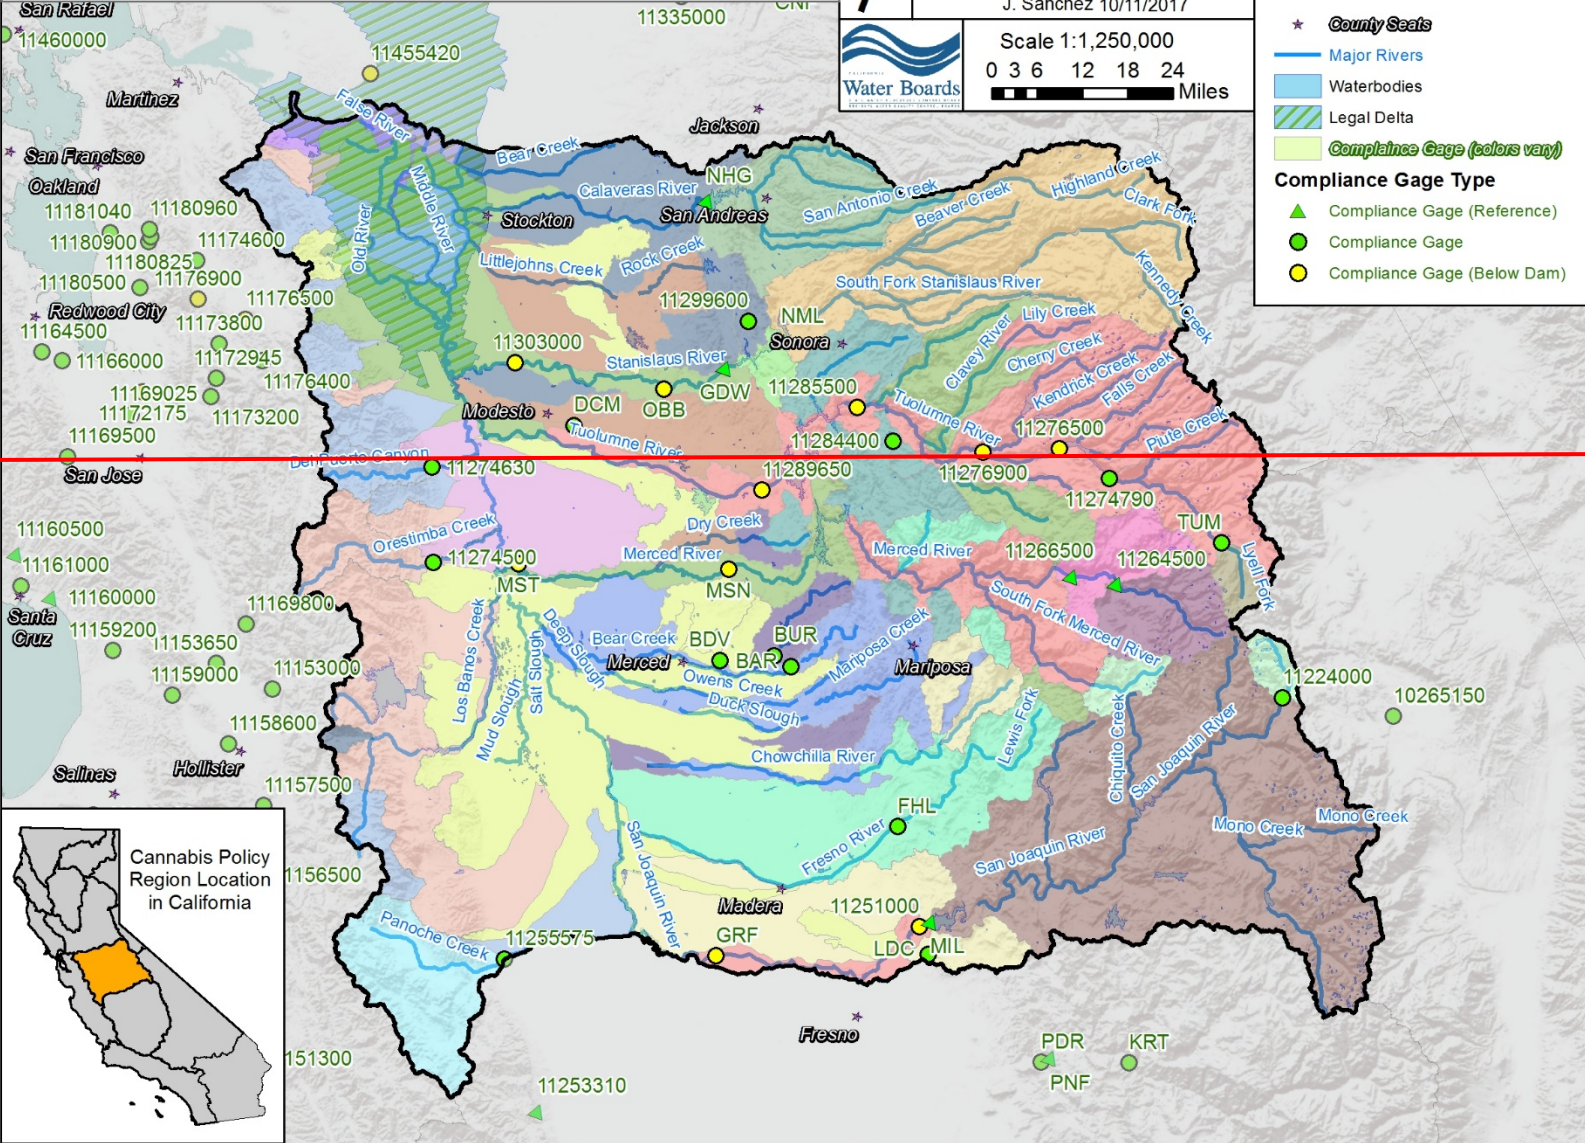 San Rafael
11460000
11455420
Martinez
San Francisco
Oakland
11181040
11180960
11180900
11174600
11180825
11180500
11176900
11176500
Redwood City
11164500
11173800
11166000
11172945
11176400
11169025
11172175
11173200
11169500
San Jose
11160500
11161000
11160000
Santa
Cruz
11159200
11153650
11169800
11159000
11153000
11158600
Salinas
Hollister
11157500
1156500
151300
11253310
11335000
J. Sanchez 10/11/2017
CALIFORNIA
Water Boards
Scale 1:1,250,000
0 3 6 12 18 24
Miles
County Seats
Major Rivers
Waterbodies
Legal Delta
Complaince Gage (colors vary)
Compliance Gage Type
Compliance Gage (Reference)
Compliance Gage
Compliance Gage (Below Dam)
Jackson
False River
Bear Creek
Middle River
Old River
Calaveras River
NHG
San Andreas
Stockton
San Antonio Creek
Beaver Creek
Highland Creek
Clark Fork
Littlejohns Creek
Rock Creek
South Fork Stanislaus River
Kennedy Creek
11299600
NML
Sonora
11303000
Stanislaus River
GDW
OBB
DCM
Modesto
Tuolumne River
11285500
Clavey River
Lily Creek
Cherry Creek
Kendrick Creek
Falls Creek
Tuolumne River
11276500
Piute Creek
11284400
Del Puerto Canyon
11274630
11289650
11276900
11274790
TUM
Orestimba Creek
11274500
MST
Dry Creek
Merced River
MSN
Merced River
11266500
11264500
Lyell Fork
South Fork Merced River
Los Banos Creek
Mud Slough
Salt Slough
Deep Slough
Bear Creek
Merced
BDV
BUR
BAR
Owens Creek
Duck Slough
Mariposa Creek
Mariposa
Chowchilla River
Lewis Fork
Chiquito Creek
San Joaquin River
11224000
10265150
FHL
Fresno River
San Joaquin River
Mono Creek
Mono Creek
San Joaquin River
Madera
11251000
LDC
MIL
GRF
Panoche Creek
11255575
Fresno
PDR
KRT
PNF
Cannabis Policy
Region Location
in California